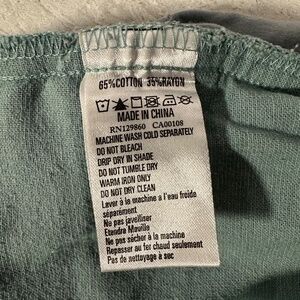 65%COTTON 35%RAYON
MADE IN CHINA
RN129860 CA00108
MACHINE WASH COLD SEPARATELY
DO NOT BLEACH
DRIP DRY IN SHADE
DO NOT TUMBLE DRY
WARM IRON ONLY
DO NOT DRY CLEAN
Laver à la machine a l'eau froide
séparément
Ne pas javelliser
Etendre Mouille
Ne pas sécher à la machine
Repasser au fer chaud seulement
Pas de nettoyage à sec